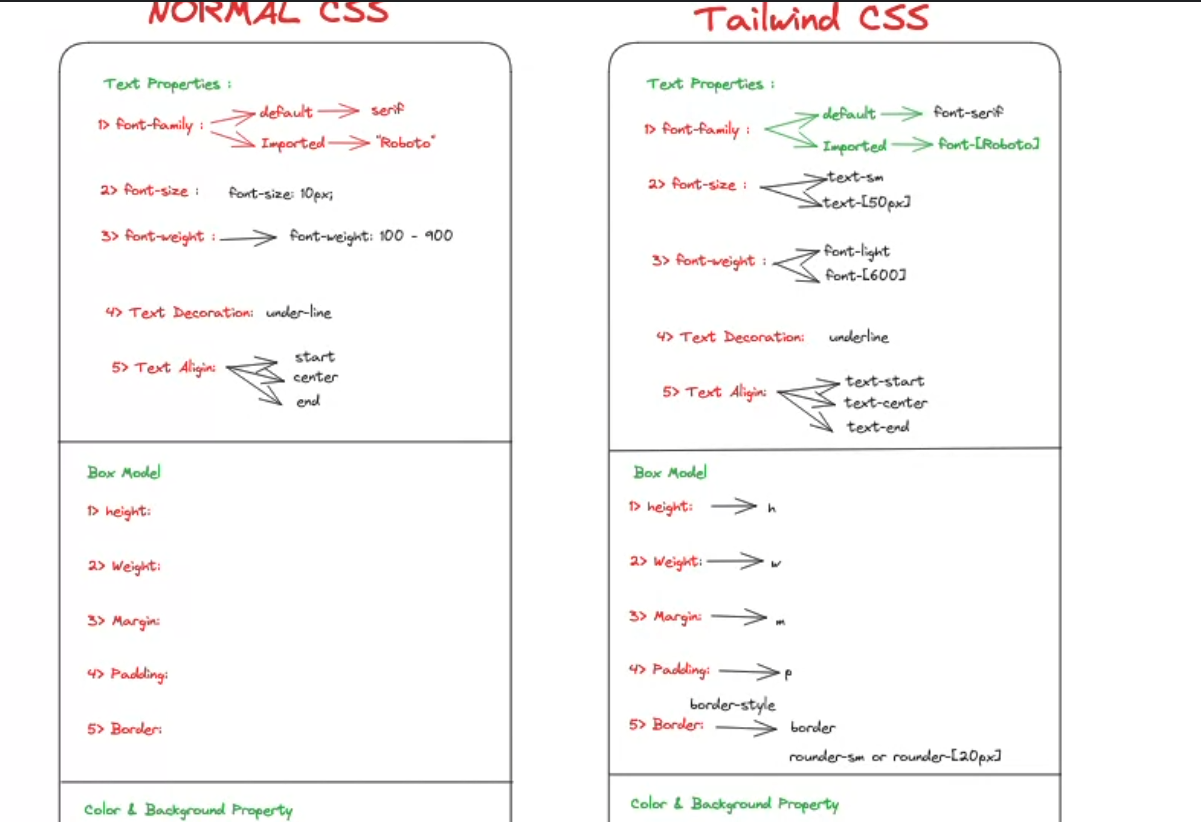 NORMAL CSS
Text Properties :
1> font-family :
default
serif
Imported
"Roboto"
2> font-size :
font-size: 10px;
3> font-weight :
font-weight: 100 - 900
4> Text Decoration: under-line
5> Text Aligin:
start
center
end
Box Model
1> height:
2> Weight:
3> Margin:
4> Padding:
5> Border:
Color & Background Property
Tailwind CSS
Text Properties :
1> font-family :
default
font-serif
Imported
font-[Roboto]
2> font-size :
text-sm
text-[50px]
3> font-weight :
font-light
font-[600]
4> Text Decoration: underline
5> Text Aligin:
text-start
text-center
text-end
Box Model
1> height: h
2> Weight: w
3> Margin: m
4> Padding: p
border-style
5> Border: border
rounder-sm or rounder-[20px]
Color & Background Property